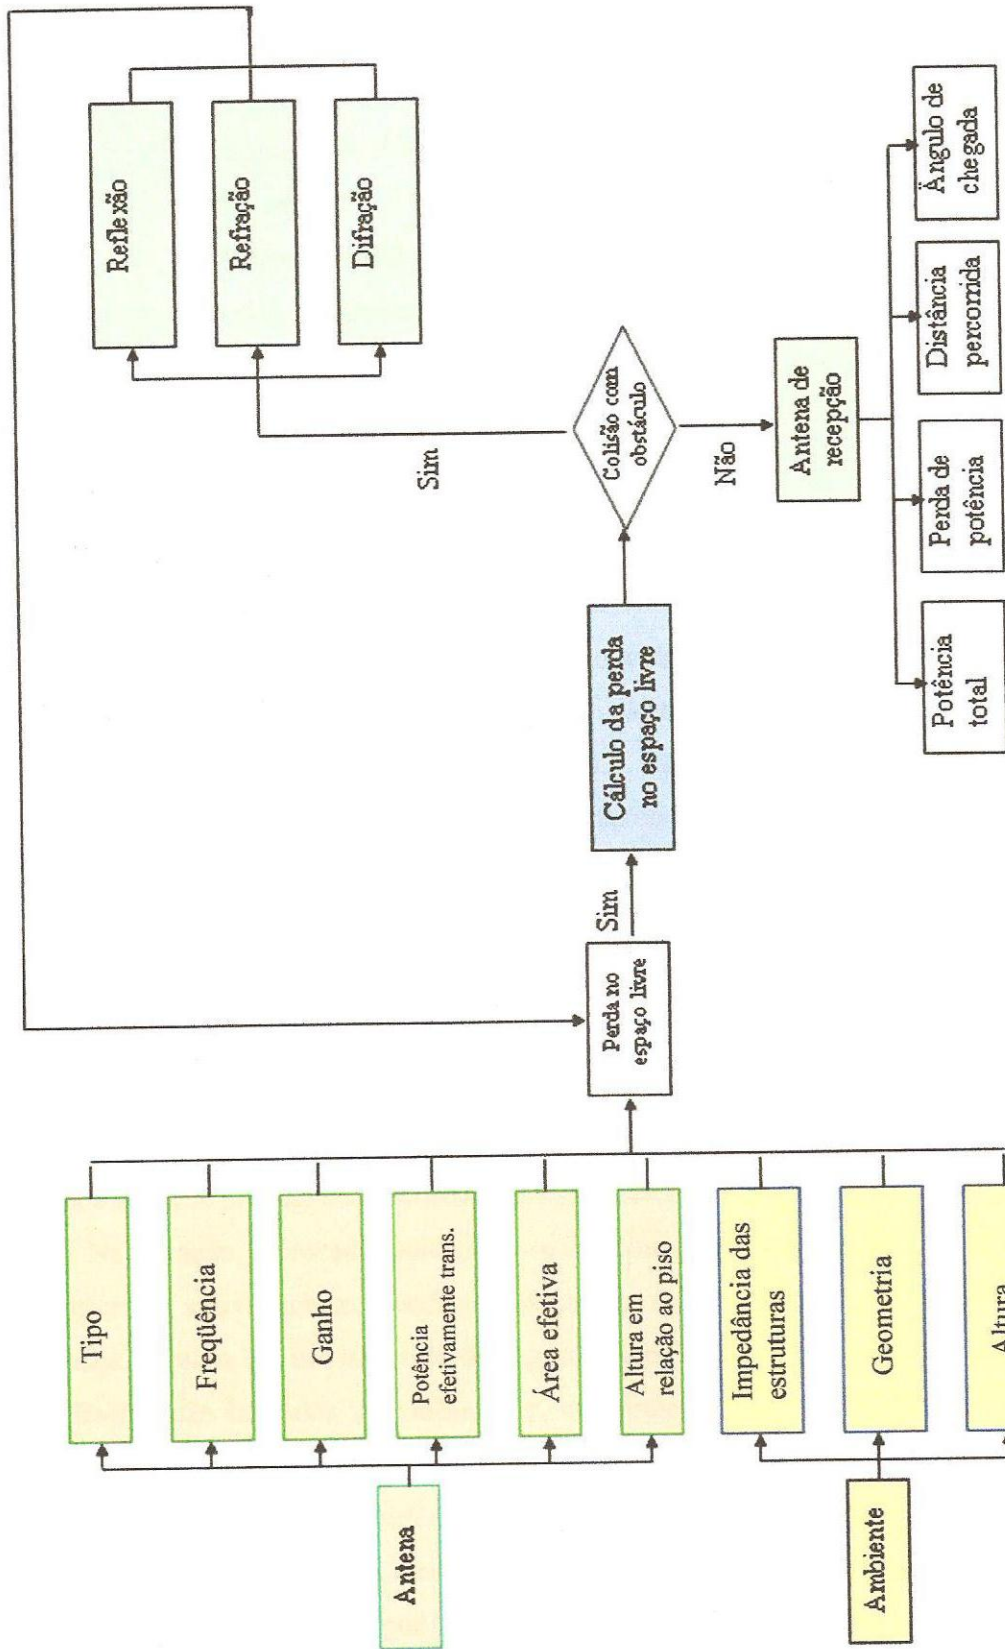 Antena
Tipo
Freqüência
Ganho
Potência
efetivamente trans.
Área efetiva
Altura em
relação ao piso
Ambiente
Impedância das
estruturas
Geometria
Altura
Perda no
espaço livre
Sim
Cálculo da perda
no espaço livre
Colisão com
obstáculo
Sim
Reflexão
Refração
Difração
Não
Antena de
recepção
Potência
total
Perda de
potência
Distância
percorrida
Ângulo de
chegada